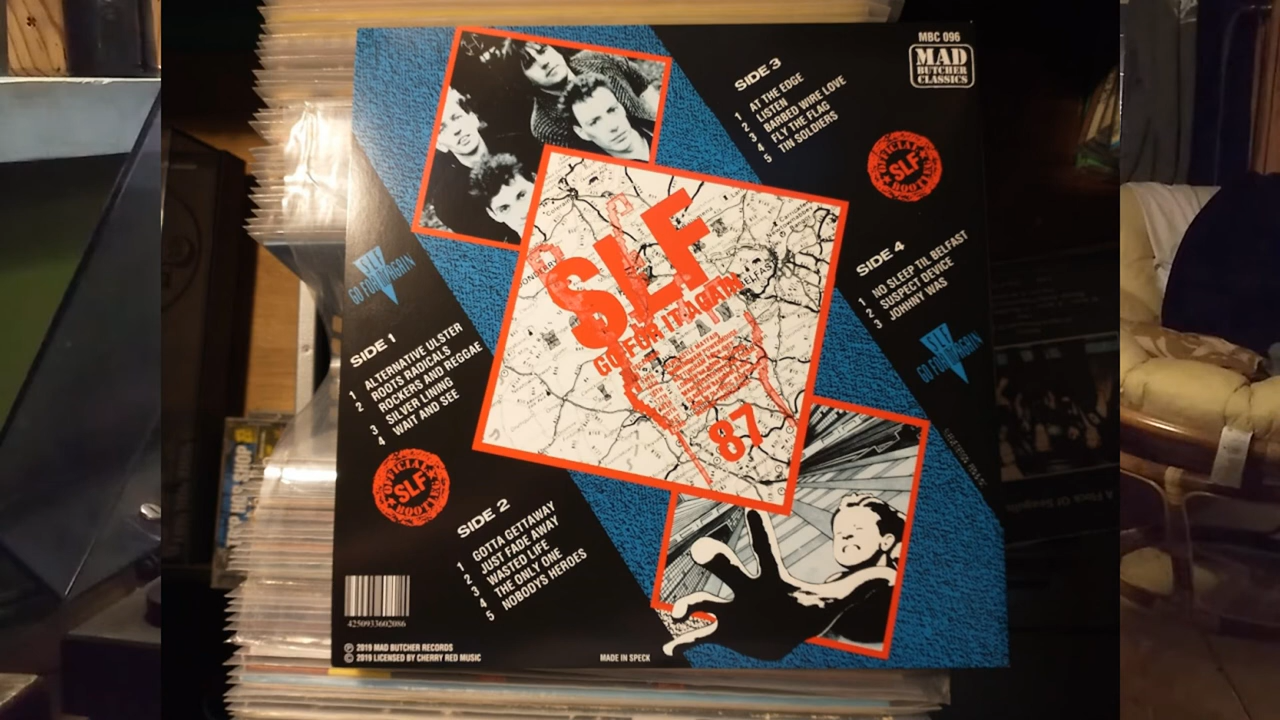 MBC 096
MAD
BUTCHER
CLASSICS
SIDE 3
1 AT THE EDGE
2 LISTEN
3 BARBED WIRE LOVE
4 FLY THE FLAG
5 TIN SOLDIERS
OFFICIAL
SLF
BOOTLEG
SIDE 4
1 NO SLEEP TIL BELFAST
2 SUSPECT DEVICE
3 JOHNNY WAS
GO FOR IT AGAIN
SLF
GO FOR IT AGAIN
87
BELFAST
GO FOR IT AGAIN
SIDE 1
1 ALTERNATIVE ULSTER
2 ROOTS RADICALS
ROCKERS AND REGGAE
3 SILVER LINING
4 WAIT AND SEE
OFFICIAL
SLF
BOOTLEG
SIDE 2
1 GOTTA GETTAWAY
2 JUST FADE AWAY
3 WASTED LIFE
4 THE ONLY ONE
5 NOBODYS HEROES
4250933602086
℗ 2019 MAD BUTCHER RECORDS
© 2019 LICENSED BY CHERRY RED MUSIC
MADE IN SPECK